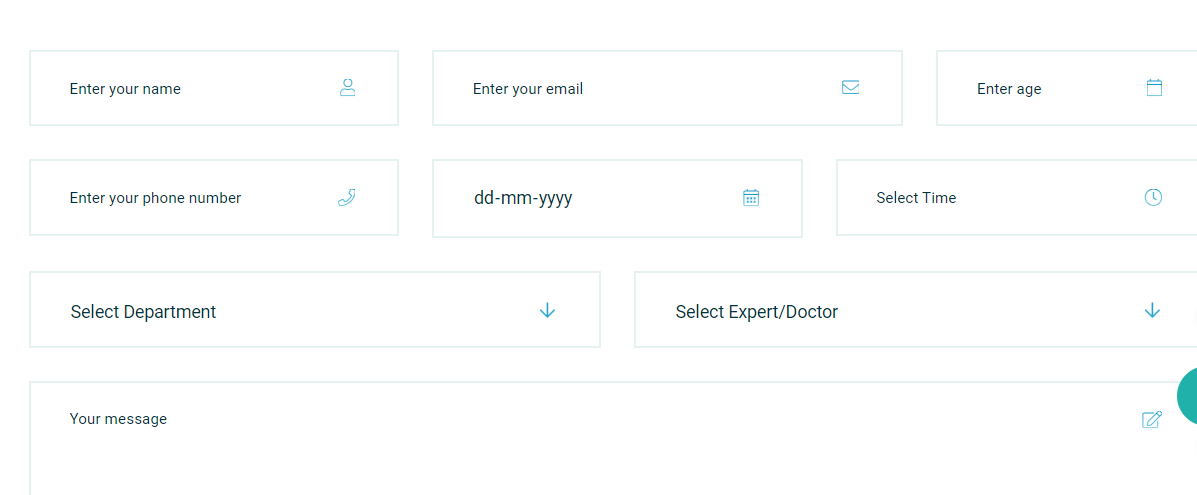 Enter your name
Enter your email
Enter age
Enter your phone number
dd-mm-yyyy
Select Time
Select Department
Select Expert/Doctor
Your message